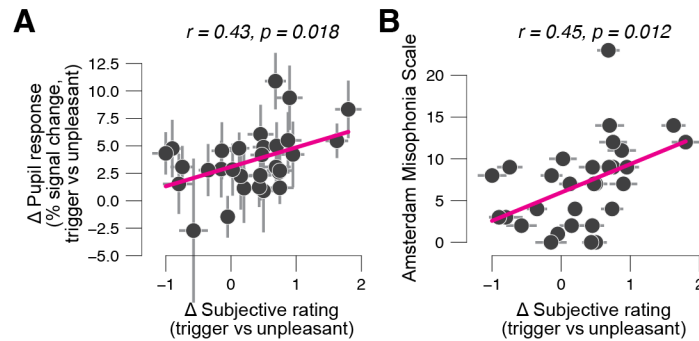 A
r = 0.43, p = 0.018
Δ Pupil response
(% signal change,
trigger vs unpleasant)
12.5
10.0
7.5
5.0
2.5
0.0
−2.5
−5.0
−1
0
1
Δ Subjective rating
(trigger vs unpleasant)
B
r = 0.45, p = 0.012
Amsterdam Misophonia Scale
20
15
10
5
0
−1
0
1
2
Δ Subjective rating
(trigger vs unpleasant)